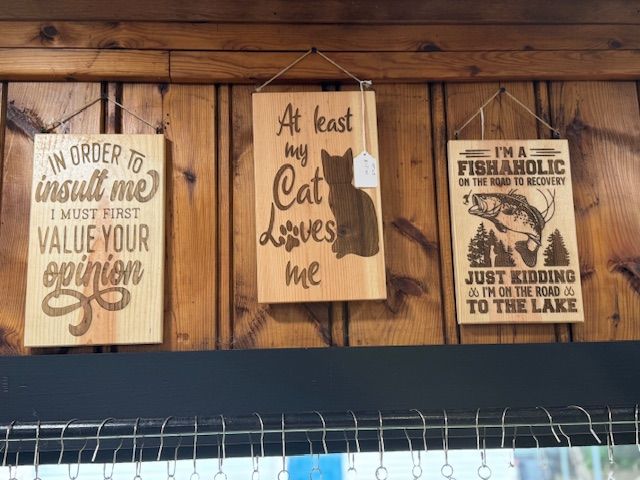 IN ORDER TO
insult me
I MUST FIRST
VALUE YOUR
opinion
At least
my
Cat
Loves
me
I'M A
FISHAHOLIC
ON THE ROAD TO RECOVERY
JUST KIDDING
I'M ON THE ROAD
TO THE LAKE